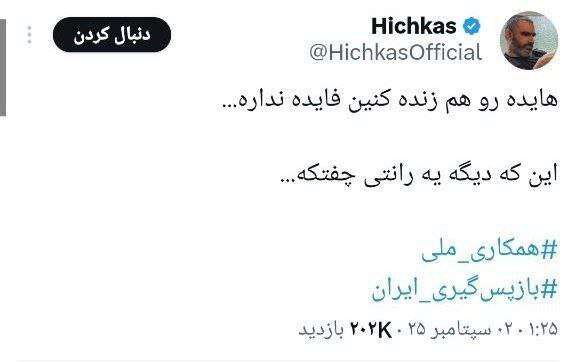 Hichkas
@HichkasOfficial
دنبال کردن
هایده رو هم زنده کنین فایده نداره...
این که دیگه یه رانتی چفتکه...
#همکاری_ملی
#بازپس‌گیری_ایران
۱:۲۵ · ۰۲ سپتامبر ۲۵ · ۲۰۲K بازدید